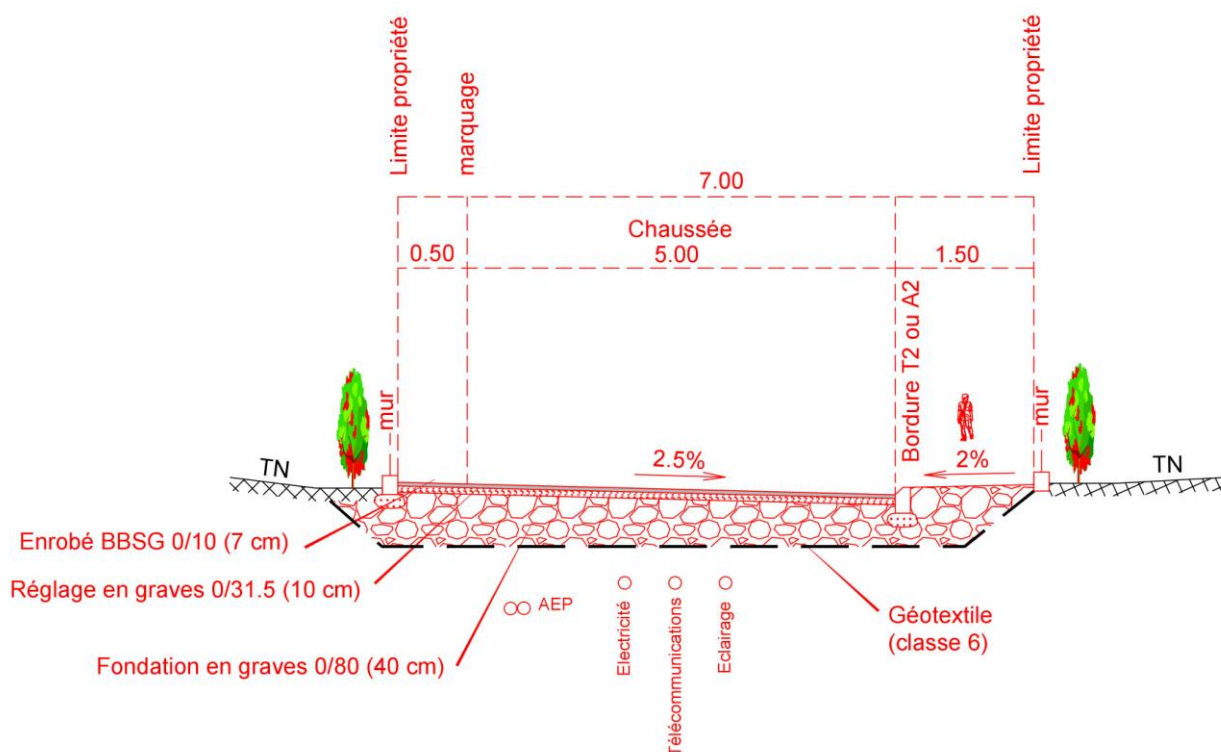 Limite propriété
marquage
Limite propriété
7.00
Chaussée
0.50
5.00
1.50
Bordure T2 ou A2
mur
mur
TN
2.5%
2%
TN
Enrobé BBSG 0/10 (7 cm)
Réglage en graves 0/31.5 (10 cm)
Fondation en graves 0/80 (40 cm)
AEP
Electricité
Télécommunications
Eclairage
Géotextile
(classe 6)